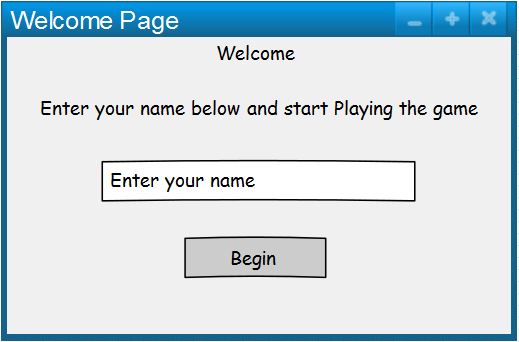 Welcome Page
Welcome
Enter your name below and start Playing the game
Enter your name
Begin